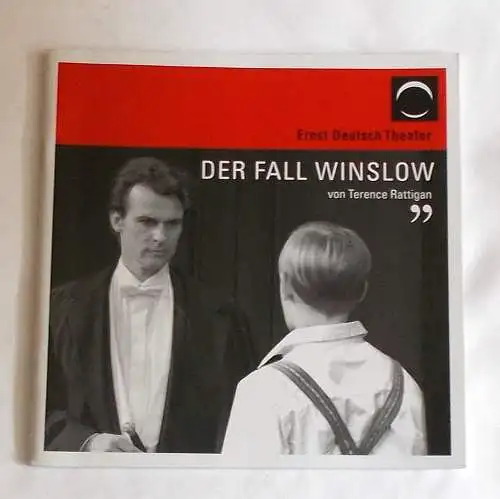 Ernst Deutsch Theater
DER FALL WINSLOW
von Terence Rattigan
”